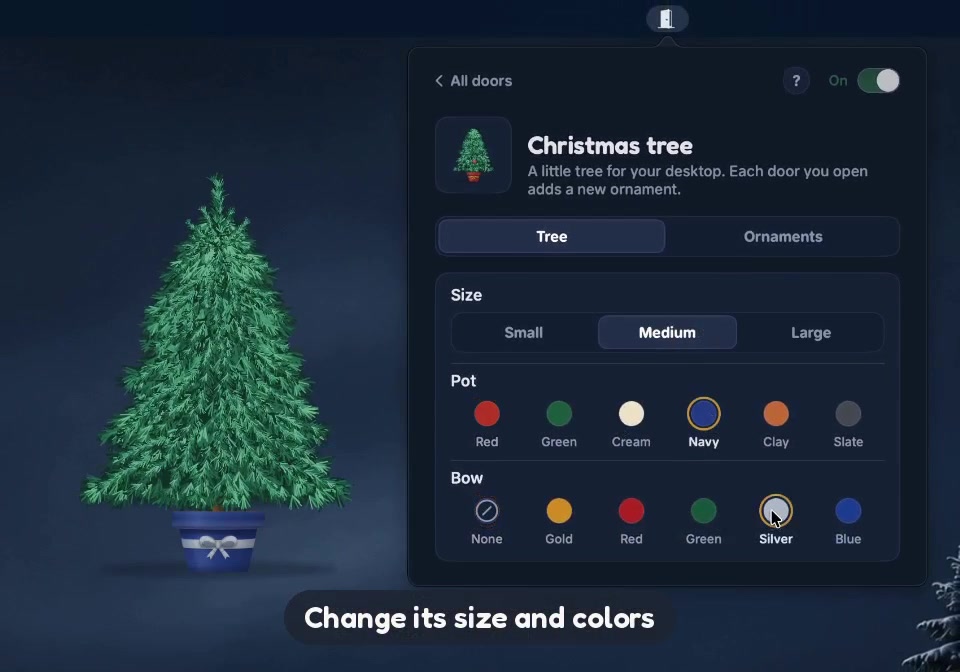 All doors
?
On
Christmas tree
A little tree for your desktop. Each door you open
adds a new ornament.
Tree
Ornaments
Size
Small
Medium
Large
Pot
Red
Green
Cream
Navy
Clay
Slate
Bow
None
Gold
Red
Green
Silver
Blue
Change its size and colors